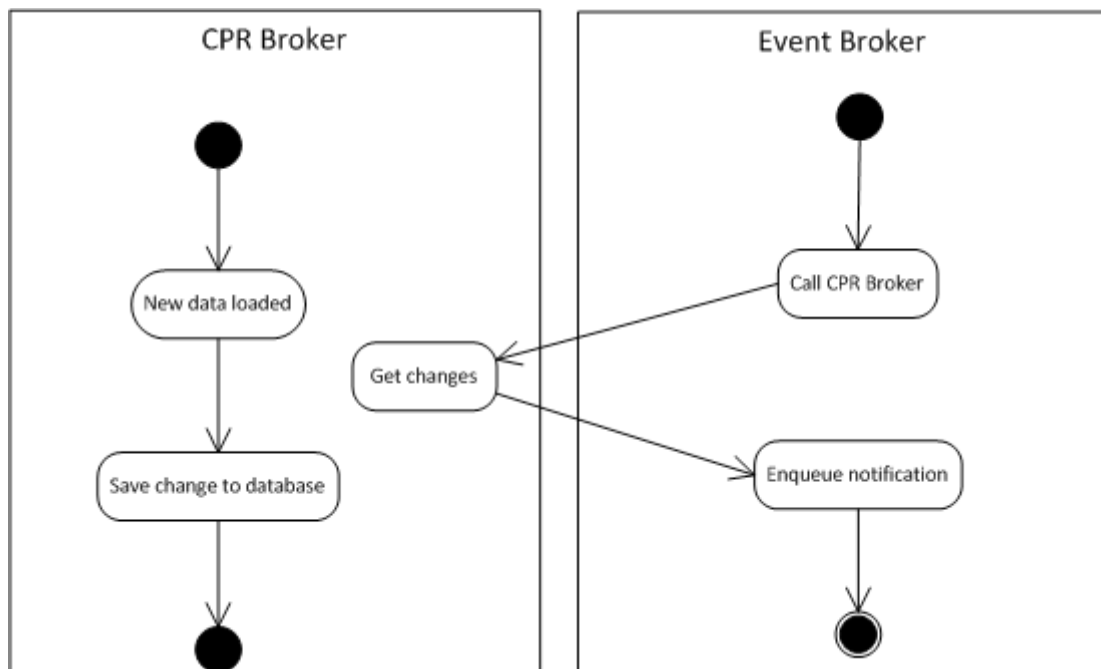 CPR Broker
New data loaded
Get changes
Save change to database
Event Broker
Call CPR Broker
Enqueue notification